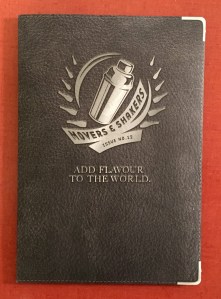 MOVERS & SHAKERS
ISSUE NO. 12
ADD FLAVOUR
TO THE WORLD.